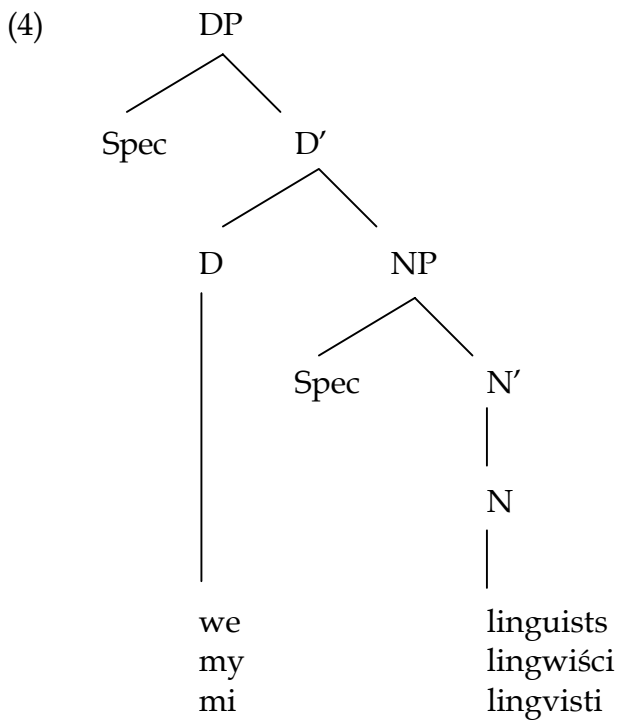 (4) DP
Spec D′
D NP
Spec N′
N
we linguists
my lingwiści
mi lingvisti